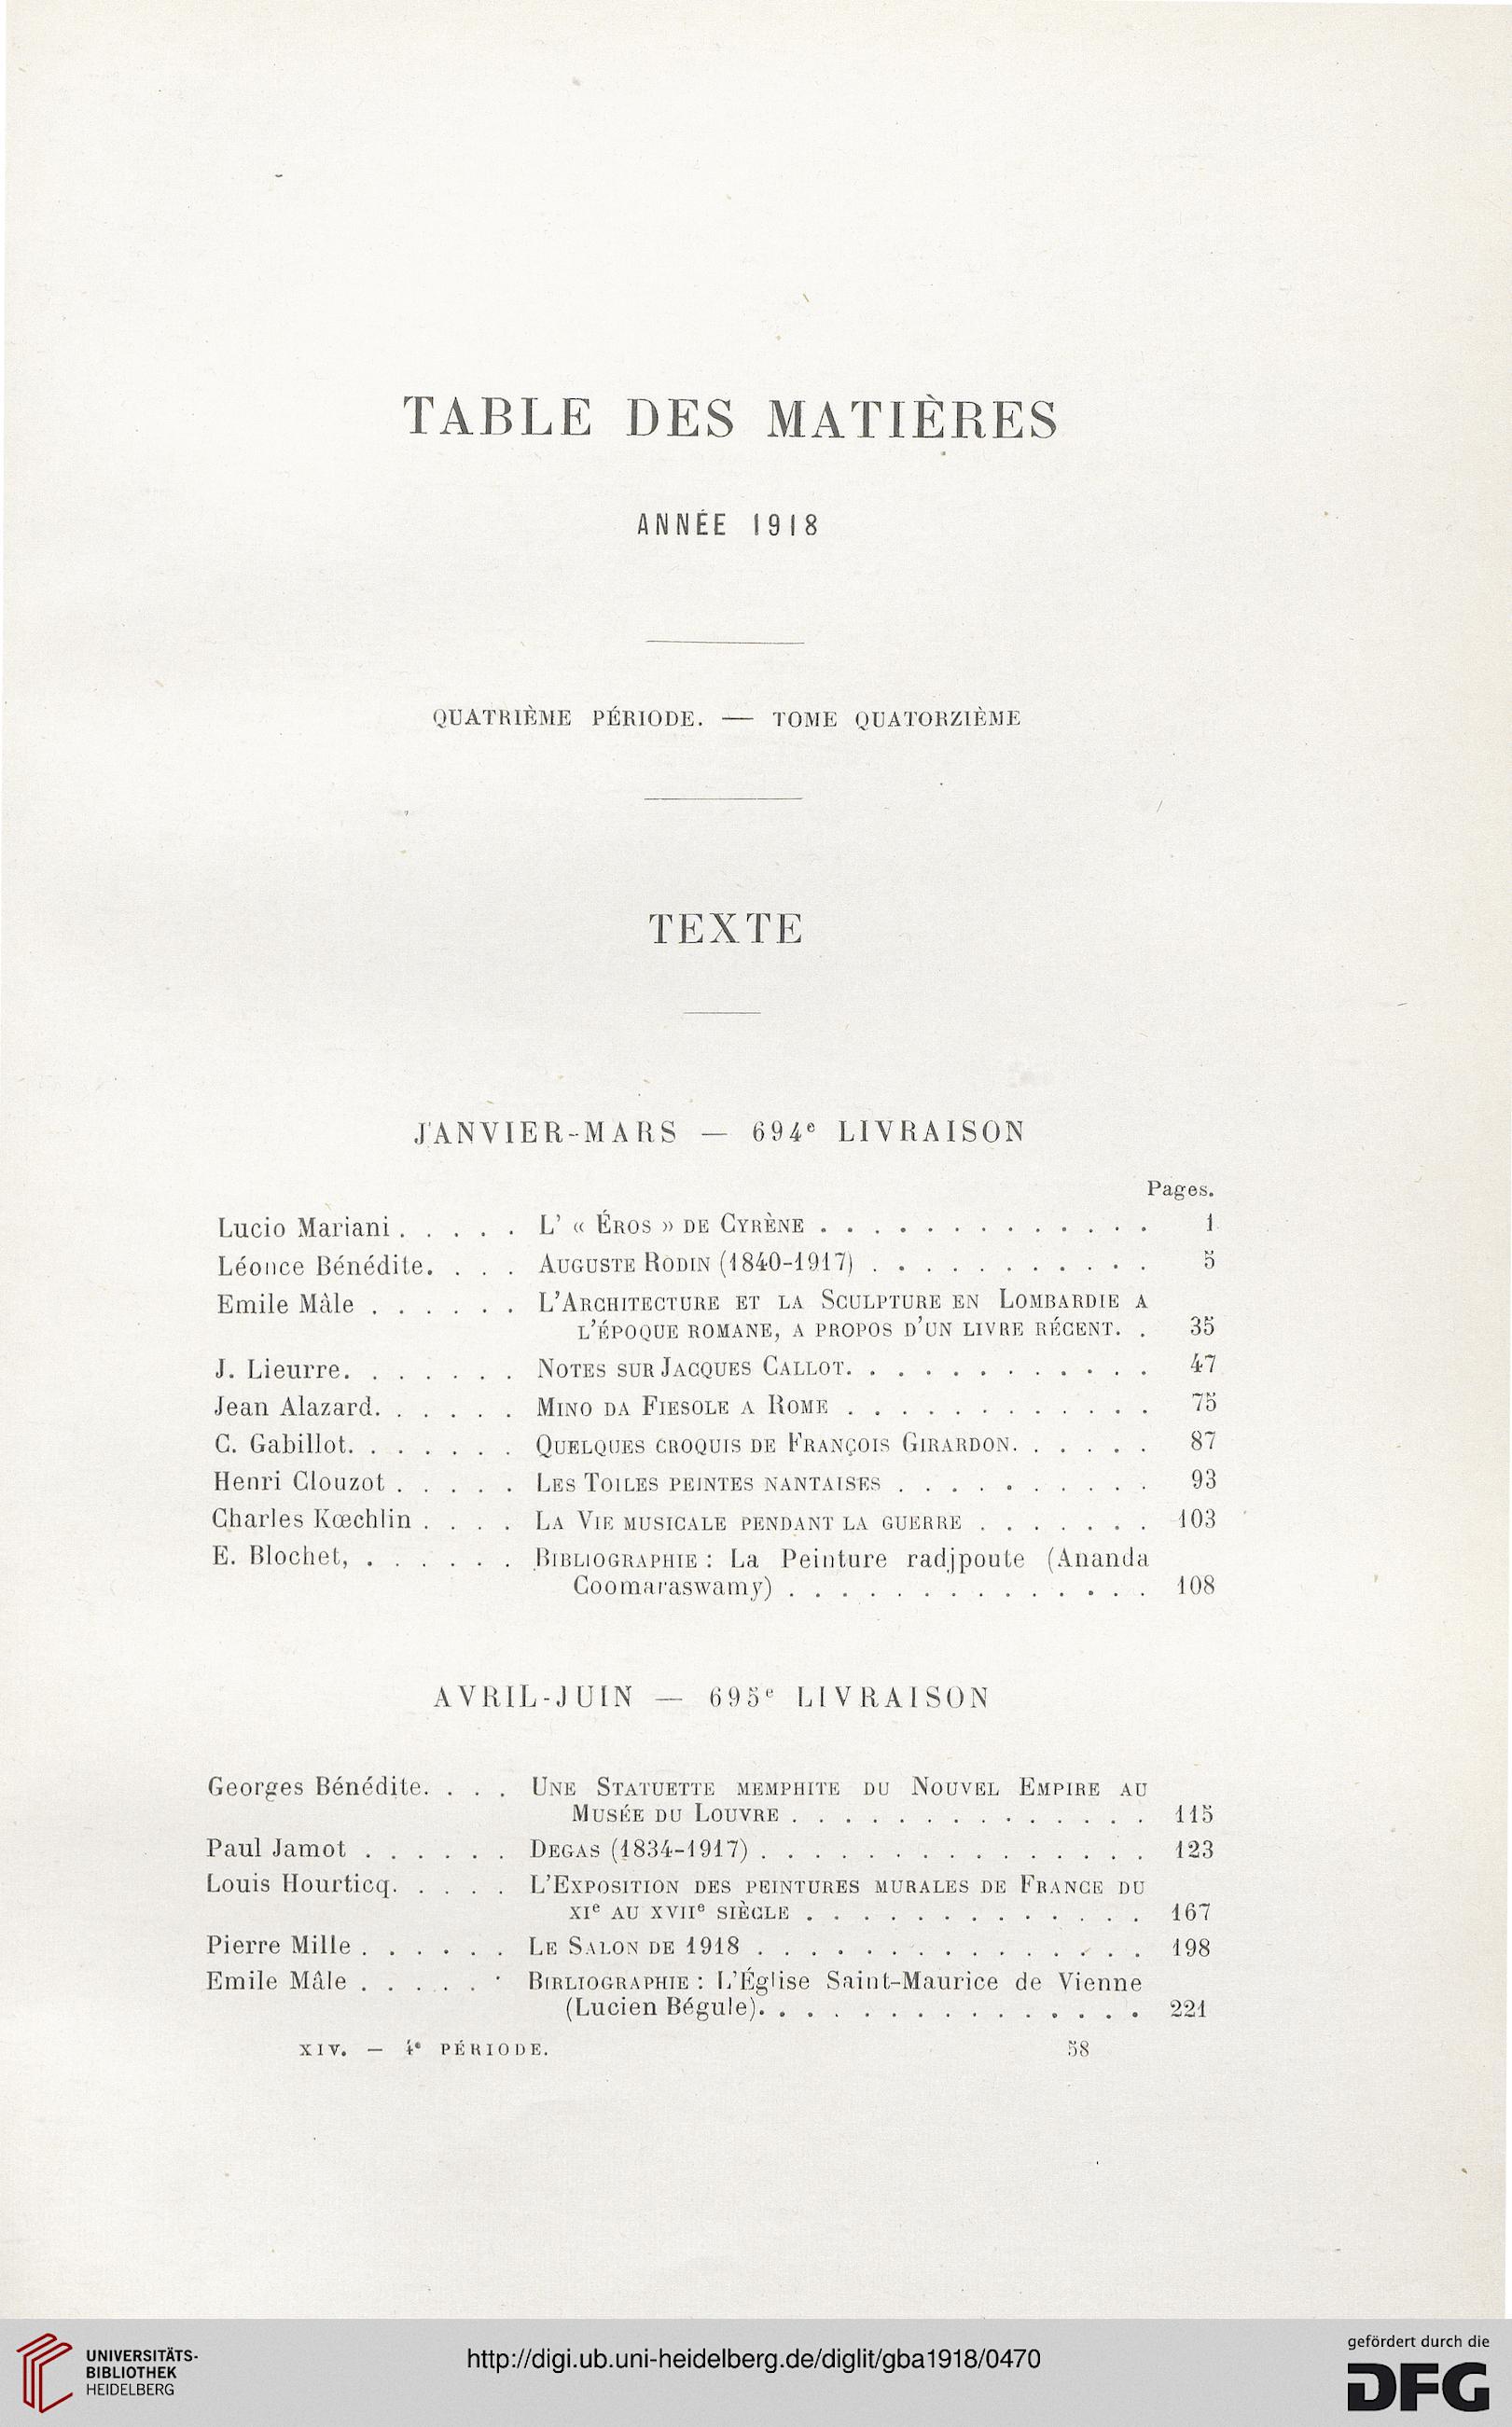 TABLE DES MATIÈRES
ANNÉE 1918
QUATRIÈME PÉRIODE. — TOME QUATORZIÈME
TEXTE
JANVIER-MARS — 694e LIVRAISON
Pages.
Lucio Mariani . . . . . L' « ÉROS » DE CYRÈNE . . . . . . . . . . . . . 1
Léonce Bénédite. . . . AUGUSTE RODIN (1840-1917) . . . . . . . . . . . 5
Emile Mâle . . . . . . L'ARCHITECTURE ET LA SCULPTURE EN LOMBARDIE A
L'ÉPOQUE ROMANE, A PROPOS D'UN LIVRE RÉCENT. . 35
J. Lieurre. . . . . . . NOTES SUR JACQUES CALLOT. . . . . . . . . . . . 47
Jean Alazard. . . . . . MINO DA FIESOLE A ROME . . . . . . . . . . . . 75
C. Gabillot. . . . . . . QUELQUES CROQUIS DE FRANÇOIS GIRARDON. . . . . . 87
Henri Clouzot . . . . . LES TOILES PEINTES NANTAISES . . . . . . . . . . 93
Charles Kœchlin . . . . LA VIE MUSICALE PENDANT LA GUERRE . . . . . . . 103
E. Blochet, . . . . . . BIBLIOGRAPHIE : La Peinture radjpoute (Ananda
Coomaraswamy) . . . . . . . . . . . . . . 108
AVRIL-JUIN — 695e LIVRAISON
Georges Bénédite. . . . UNE STATUETTE MEMPHITE DU NOUVEL EMPIRE AU
MUSÉE DU LOUVRE . . . . . . . . . . . . . . 115
Paul Jamot . . . . . . DEGAS (1834-1917) . . . . . . . . . . . . . . . 123
Louis Hourticq. . . . . L'EXPOSITION DES PEINTURES MURALES DE FRANCE DU
XIe AU XVIIe SIÈCLE . . . . . . . . . . . . . 167
Pierre Mille . . . . . . LE SALON DE 1918 . . . . . . . . . . . . . . . 198
Emile Mâle . . . . . BIBLIOGRAPHIE : L'Église Saint-Maurice de Vienne
(Lucien Bégule). . . . . . . . . . . . . . . 221
XIV. — 4e PÉRIODE. 58
UNIVERSITÄTS-
BIBLIOTHEK
HEIDELBERG
http://digi.ub.uni-heidelberg.de/diglit/gba1918/0470
gefördert durch die
DFG